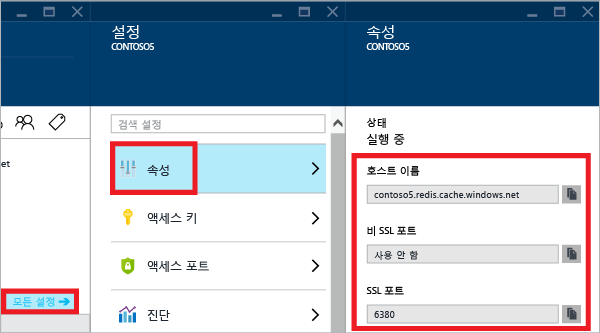 et
모든 설정
설정
CONTOSO5
검색 설정
속성
액세스 키
액세스 포트
진단
속성
CONTOSO5
상태
실행 중
호스트 이름
contoso5.redis.cache.windows.net
비 SSL 포트
사용 안 함
SSL 포트
6380